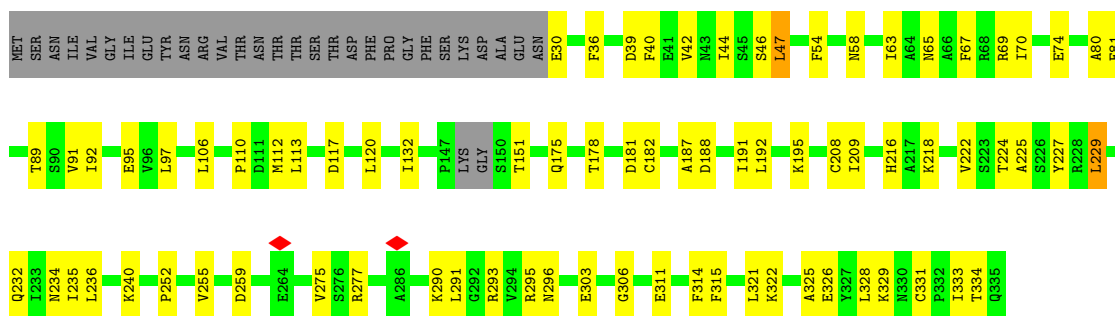 MET SER ASN ILE VAL GLY ILE GLU TYR ASN ARG VAL THR ASN THR THR SER THR ASP PHE PRO GLY PHE SER LYS ASP ALA GLU ASN E30 F36 D39 F40 E41 V42 N43 I44 S45 S46 L47 F54 N58 I63 A64 N65 A66 F67 R68 R69 I70 E74 A80 E81
T89 S90 V91 I92 E95 V96 L97 L106 P110 D111 M112 L113 D117 L120 I132 P147 LYS GLY S150 T151 Q175 T178 D181 C182 A187 D188 I191 L192 K195 C208 I209 H216 A217 K218 V222 S223 T224 A225 S226 Y227 R228 L229
Q232 I233 N234 I235 L236 K240 P252 V255 D259 E264 V275 S276 R277 A286 K290 L291 G292 R293 V294 R295 N296 E303 G306 E311 F314 F315 L321 K322 A325 E326 Y327 L328 K329 N330 C331 P332 I333 T334 Q335